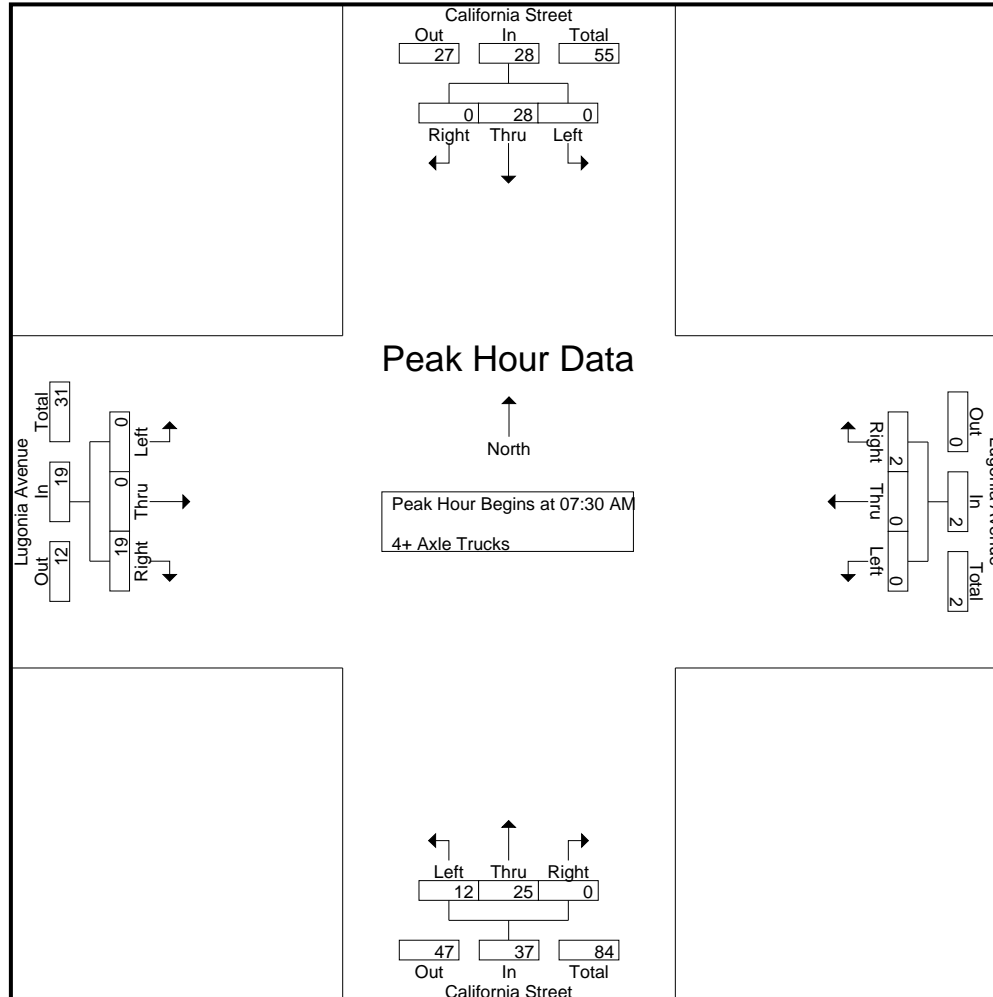 California Street
Out In Total
27 28 55
0 28 0
Right Thru Left
Peak Hour Data
North
Peak Hour Begins at 07:30 AM
4+ Axle Trucks
Lugonia Avenue
Out In Total
12 19 31
19 0 0
Right Thru Left
Out In Total
0 2 2
2 0 0
Right Thru Left
Left Thru Right
12 25 0
47 37 84
Out In Total
California Street